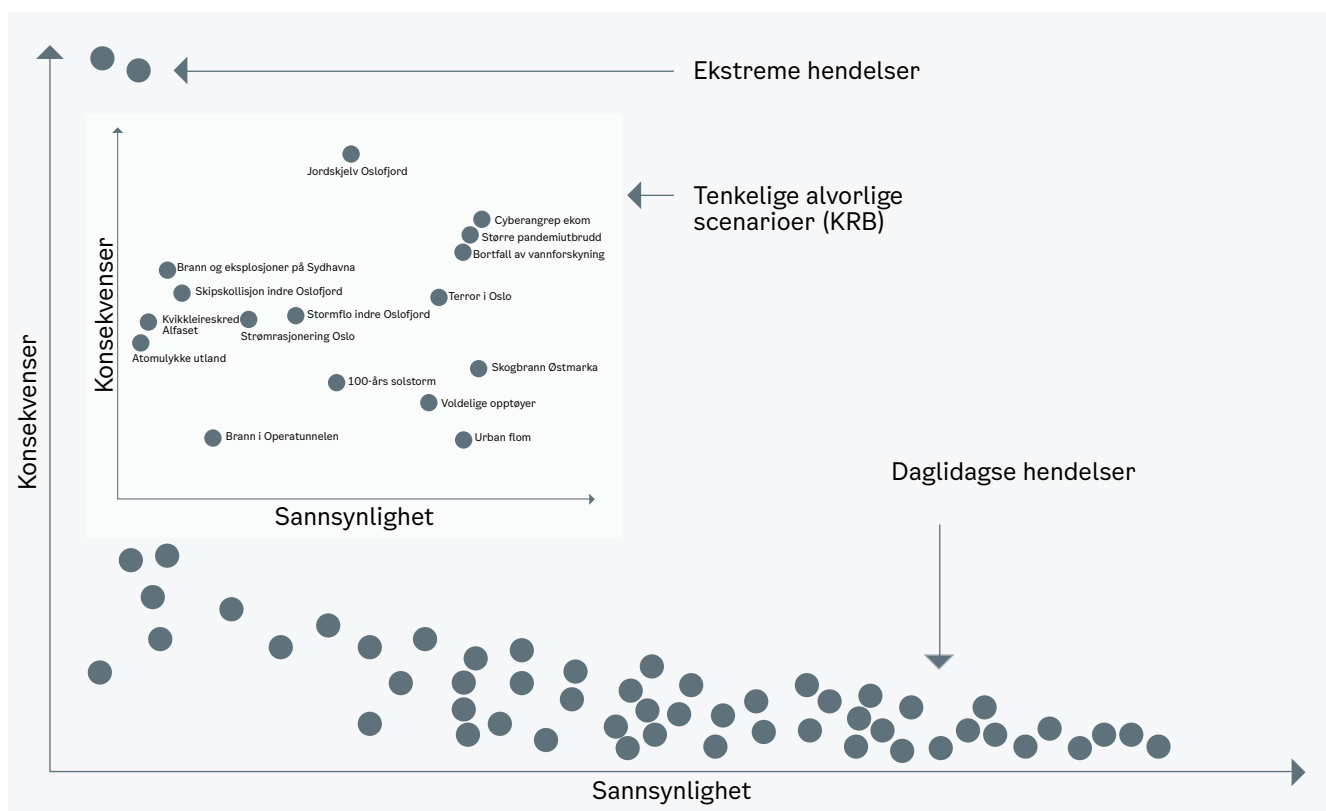 Ekstreme hendelser
Tenkelige alvorlige
scenarioer (KRB)
Jordskjelv Oslofjord
Cyberangrep ekom
Større pandemiutbrudd
Bortfall av vannforskyning
Brann og eksplosjoner på Sydhavna
Skipskollisjon indre Oslofjord
Terror i Oslo
Kvikkleireskred
Alfaset
Stormflo indre Oslofjord
Strømrasjonering Oslo
Atomulykke utland
Skogbrann Østmarka
100-års solstorm
Voldelige opptøyer
Brann i Operatunnelen
Urban flom
Konsekvenser
Sannsynlighet
Daglidagse hendelser
Konsekvenser
Sannsynlighet